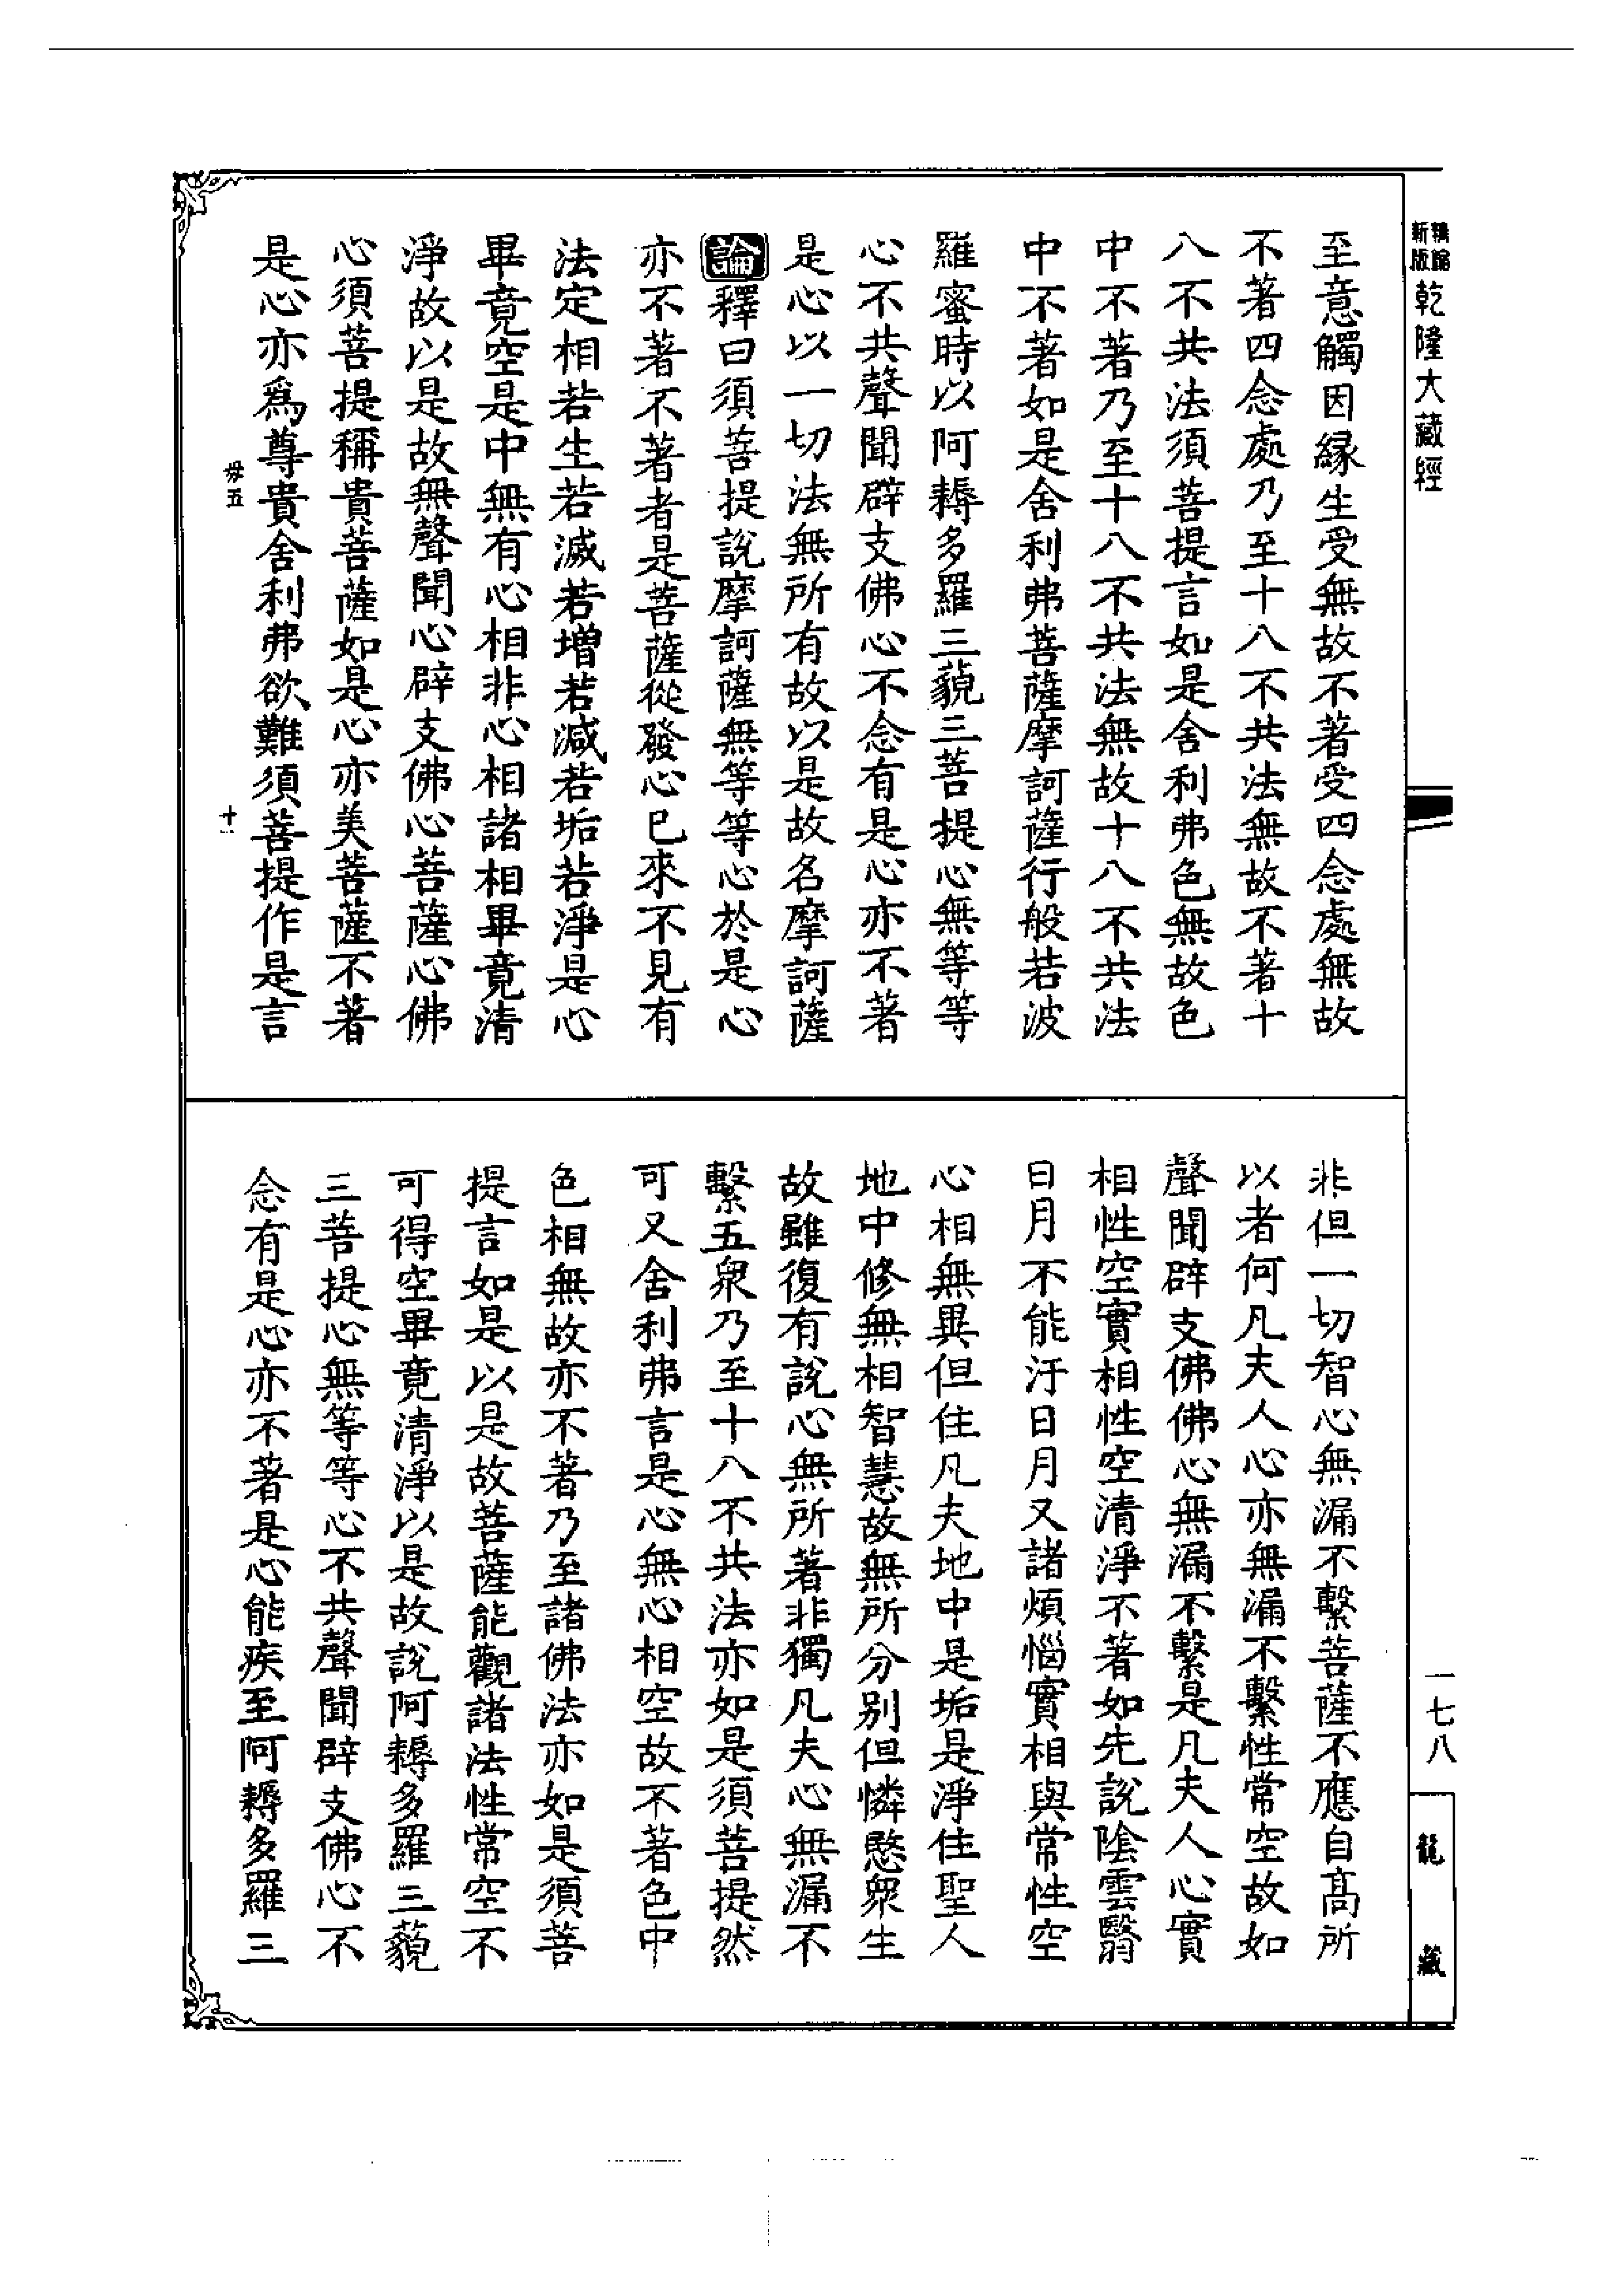 新版
精縮
乾隆大藏經
至意觸因緣生受無故不著受四念處無故
不著四念處乃至十八不共法無故不著十
八不共法須菩提言如是舍利弗色無故色
中不著乃至十八不共法無故十八不共法
中不著如是舍利弗菩薩摩訶薩行般若波
羅蜜時以阿耨多羅三藐三菩提心無等等
心不共聲聞辟支佛心不念有是心亦不著
是心以一切法無所有故以是故名摩訶薩
論釋曰須菩提說摩訶薩無等等心於是心
亦不著不著者是菩薩從發心已來不見有
法定相若生若滅若增若減若垢若淨是心
畢竟空是中無有心相非心相諸相畢竟清
淨故以是故無聲聞心辟支佛心菩薩心佛
心須菩提稱貴菩薩如是心亦美菩薩不著
是心亦爲尊貴舍利弗欲難須菩提作是言
毋五
非但一切智心無漏不繫菩薩不應自高所
以者何凡夫人心亦無漏不繫性常空故如
聲聞辟支佛佛心無漏不繫是凡夫人心實
相性空實相性空清淨不著如先說陰雲翳
日月不能汙日月又諸煩惱實相與常性空
心相無異但住凡夫地中是垢是淨住聖人
地中修無相智慧故無所分別但憐愍眾生
故雖復有說心無所著非獨凡夫心無漏不
繫五眾乃至十八不共法亦如是須菩提然
可又舍利弗言是心無心相空故不著色中
色相無故亦不著乃至諸佛法亦如是須菩
提言如是以是故菩薩能觀諸法性常空不
可得空畢竟清淨以是故說阿耨多羅三藐
三菩提心無等等心不共聲聞辟支佛心不
念有是心亦不著是心能疾至阿耨多羅三
一七八
龍藏